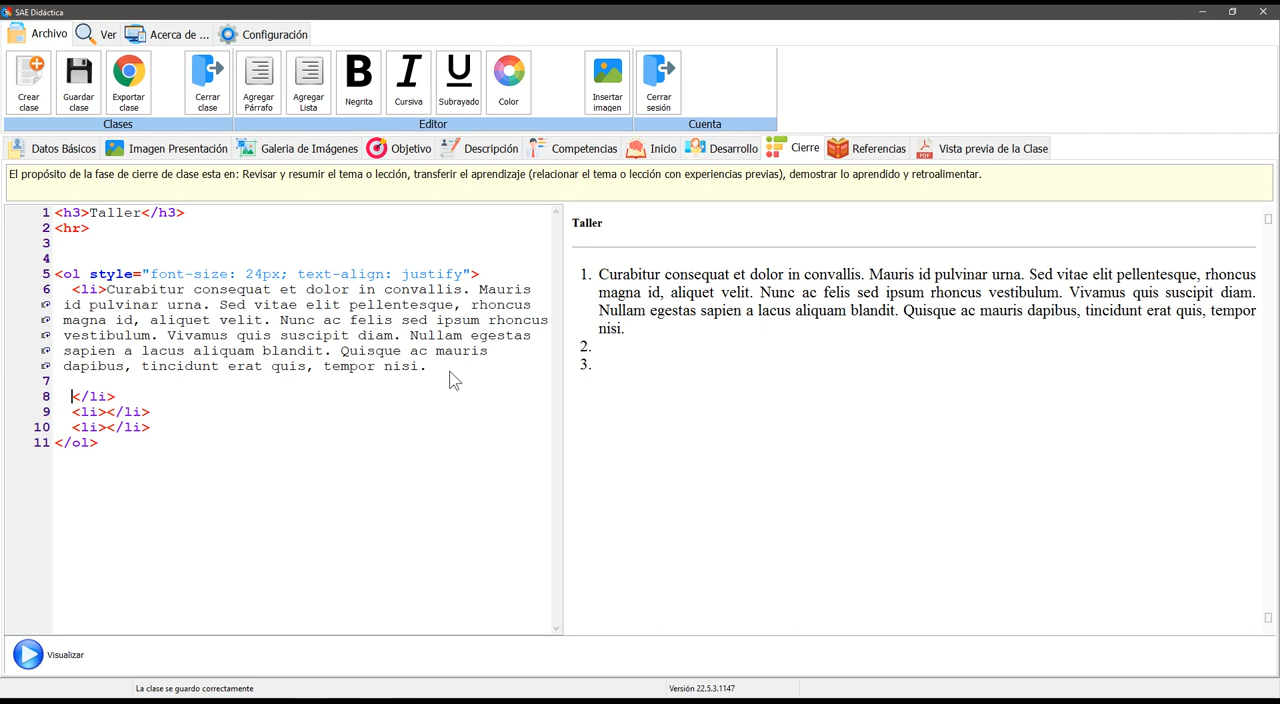 SAE Didáctica
Archivo Ver Acerca de ... Configuración
Crear clase
Guardar clase
Exportar clase
Cerrar clase
Agregar Párrafo
Agregar Lista
Negrita
Cursiva
Subrayado
Color
Insertar imagen
Cerrar sesión
Clases Editor Cuenta
Datos Básicos Imagen Presentación Galeria de Imágenes Objetivo Descripción Competencias Inicio Desarrollo Cierre Referencias Vista previa de la Clase
El propósito de la fase de cierre de clase esta en: Revisar y resumir el tema o lección, transferir el aprendizaje (relacionar el tema o lección con experiencias previas), demostrar lo aprendido y retroalimentar.
1 <h3>Taller</h3>
2 <hr>
3
4
5 <ol style="font-size: 24px; text-align: justify">
6 <li>Curabitur consequat et dolor in convallis. Mauris
id pulvinar urna. Sed vitae elit pellentesque, rhoncus
magna id, aliquet velit. Nunc ac felis sed ipsum rhoncus
vestibulum. Vivamus quis suscipit diam. Nullam egestas
sapien a lacus aliquam blandit. Quisque ac mauris
dapibus, tincidunt erat quis, tempor nisi.
7
8 </li>
9 <li></li>
10 <li></li>
11 </ol>
Taller
1. Curabitur consequat et dolor in convallis. Mauris id pulvinar urna. Sed vitae elit pellentesque, rhoncus
magna id, aliquet velit. Nunc ac felis sed ipsum rhoncus vestibulum. Vivamus quis suscipit diam.
Nullam egestas sapien a lacus aliquam blandit. Quisque ac mauris dapibus, tincidunt erat quis, tempor
nisi.
2.
3.
Visualizar
La clase se guardo correctamente Versión 22.5.3.1147